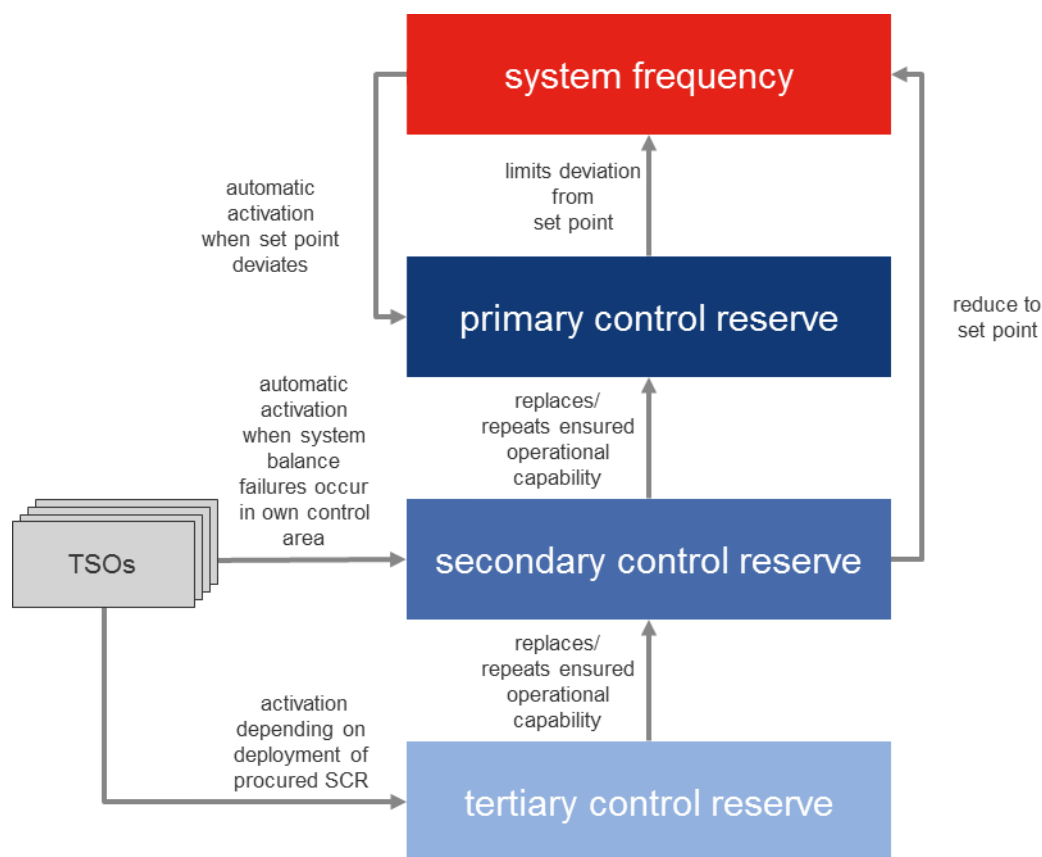 system frequency
limits deviation
from
set point
automatic
activation
when set point
deviates
primary control reserve
reduce to
set point
automatic
activation
when system
balance
failures occur
in own control
area
replaces/
repeats ensured
operational
capability
TSOs
secondary control reserve
replaces/
repeats ensured
operational
capability
activation
depending on
deployment of
procured SCR
tertiary control reserve